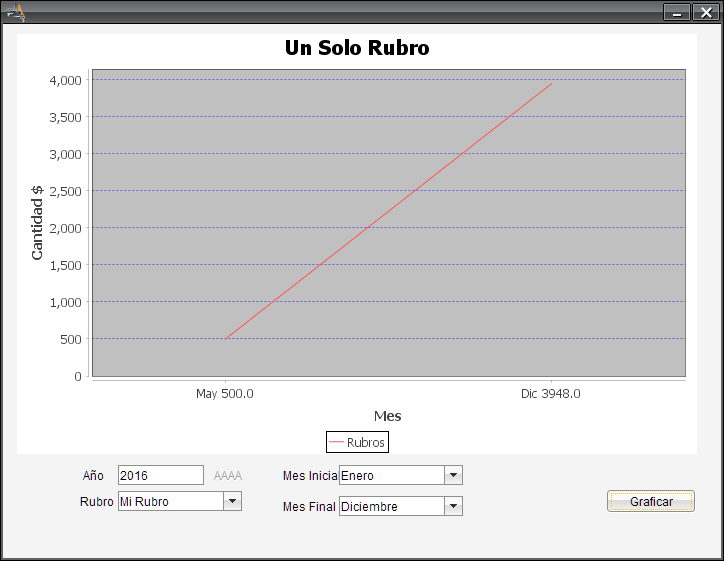 Un Solo Rubro
4,000
3,500
3,000
2,500
2,000
1,500
1,000
500
0
Cantidad $
May 500.0 Dic 3948.0
Mes
Rubros
Año 2016 AAAA Mes Inicia Enero
Rubro Mi Rubro Mes Final Diciembre Graficar